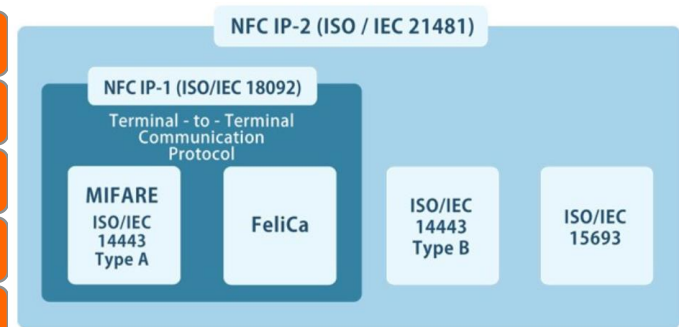 NFC IP-2 (ISO / IEC 21481)
NFC IP-1 (ISO/IEC 18092)
Terminal - to - Terminal
Communication
Protocol
MIFARE
ISO/IEC
14443
Type A
FeliCa
ISO/IEC
14443
Type B
ISO/IEC
15693